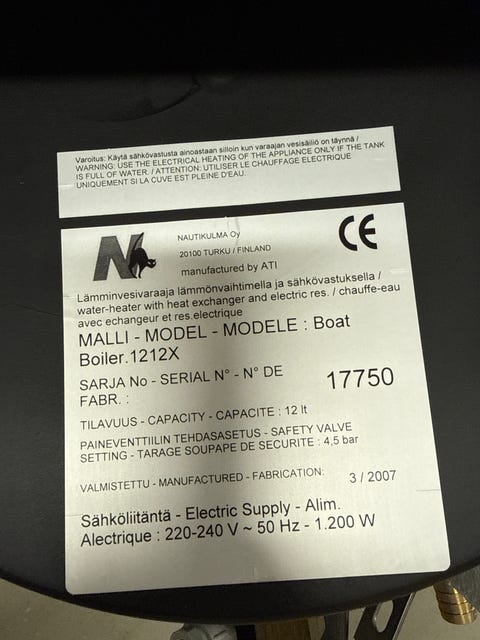 Varoitus: Käytä sähkövastusta ainoastaan silloin kun varaajan vesisäiliö on täynnä /
WARNING: USE THE ELECTRICAL HEATING OF THE APPLIANCE ONLY IF THE TANK
IS FULL OF WATER. / ATTENTION: UTILISER LE CHAUFFAGE ELECTRIQUE
UNIQUEMENT SI LA CUVE EST PLEINE D'EAU.
N
NAUTIKULMA Oy
20100 TURKU / FINLAND
manufactured by ATI
CE
Lämminvesivaraaja lämmönvaihtimella ja sähkövastuksella /
water-heater with heat exchanger and electric res. / chauffe-eau
avec echangeur et res.electrique
MALLI - MODEL - MODELE : Boat
Boiler.1212X
SARJA No - SERIAL N° - N° DE
FABR. :
17750
TILAVUUS - CAPACITY - CAPACITE : 12 lt
PAINEVENTTIILIN TEHDASASETUS - SAFETY VALVE
SETTING - TARAGE SOUPAPE DE SECURITE : 4,5 bar
VALMISTETTU - MANUFACTURED - FABRICATION: 3 / 2007
Sähköliitäntä - Electric Supply - Alim.
Alectrique : 220-240 V ~ 50 Hz - 1.200 W